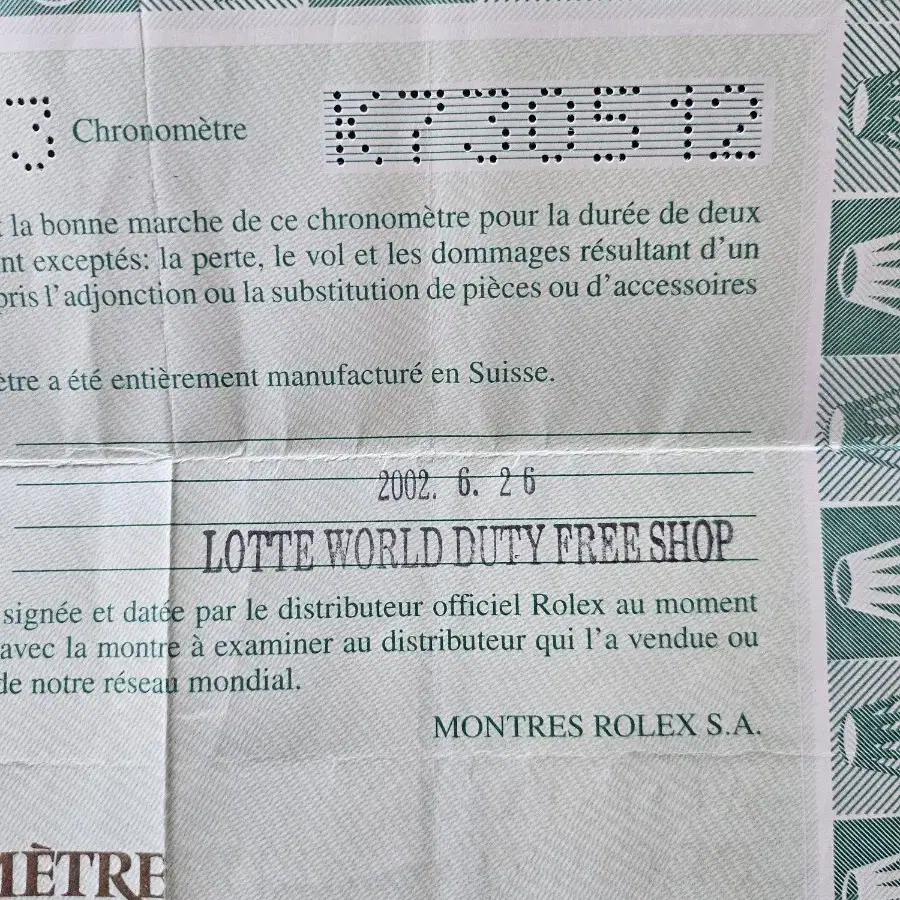 3 Chronomètre K730512
la bonne marche de ce chronomètre pour la durée de deux
nt exceptés: la perte, le vol et les dommages résultant d'un
pris l'adjonction ou la substitution de pièces ou d'accessoires
ètre a été entièrement manufacturé en Suisse.
2002. 6. 26
LOTTE WORLD DUTY FREE SHOP
signée et datée par le distributeur officiel Rolex au moment
avec la montre à examiner au distributeur qui l'a vendue ou
de notre réseau mondial.
MONTRES ROLEX S.A.
MÈTRE